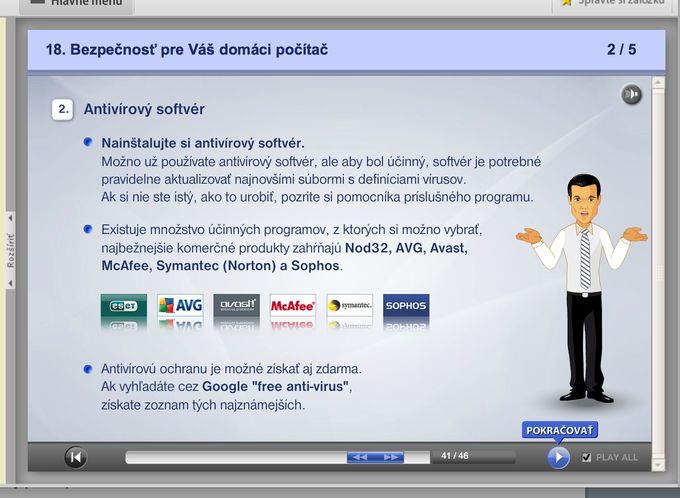 Hlavné menu
Spravte si záložku
18. Bezpečnosť pre Váš domáci počítač
2 / 5
2. Antivírový softvér
Nainštalujte si antivírový softvér.
Možno už používate antivírový softvér, ale aby bol účinný, softvér je potrebné
pravidelne aktualizovať najnovšími súbormi s definíciami vírusov.
Ak si nie ste istý, ako to urobiť, pozrite si pomocníka príslušného programu.
Existuje množstvo účinných programov, z ktorých si možno vybrať,
najbežnejšie komerčné produkty zahŕňajú Nod32, AVG, Avast,
McAfee, Symantec (Norton) a Sophos.
eseT
AVG
avast!
McAfee
symantec.
SOPHOS
Antivírovú ochranu je možné získať aj zdarma.
Ak vyhľadáte cez Google "free anti-virus",
získate zoznam tých najznámejších.
Rozšíriť
POKRAČOVAŤ
41 / 46
PLAY ALL